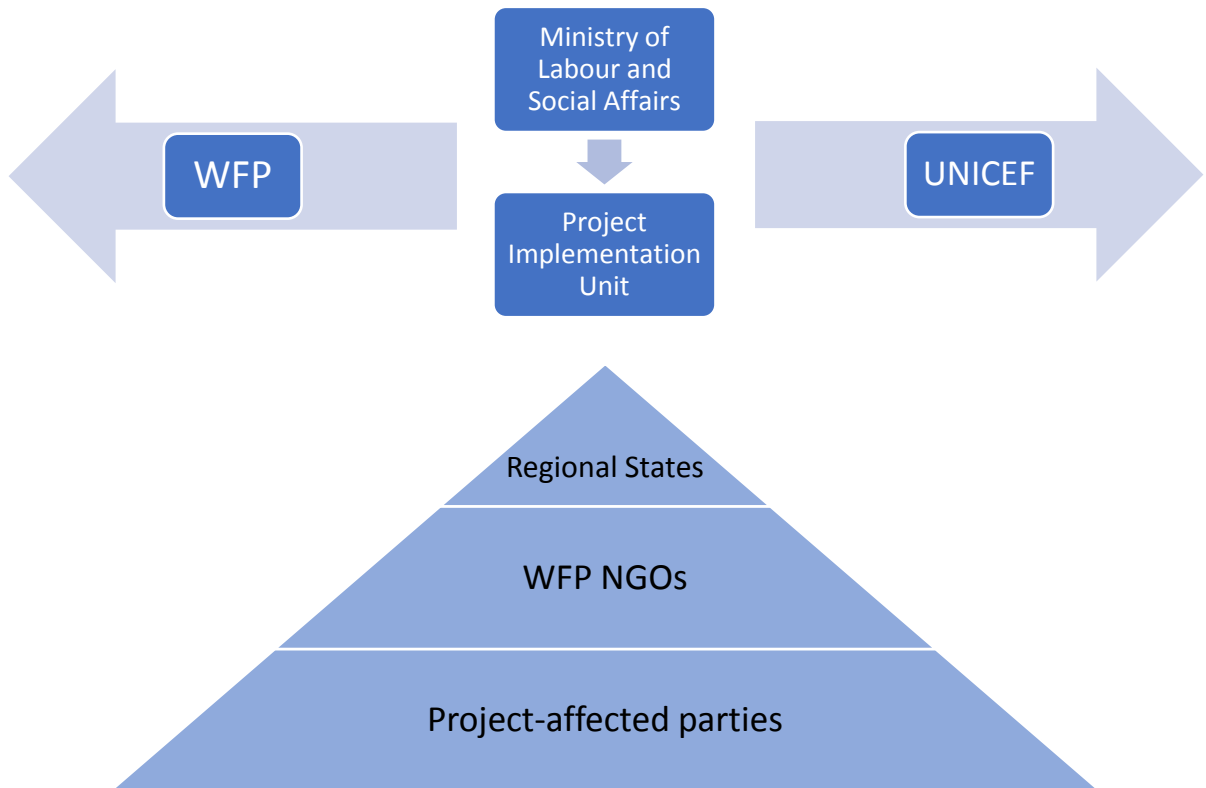 Ministry of
Labour and
Social Affairs
WFP
UNICEF
Project
Implementation
Unit
Regional States
WFP NGOs
Project-affected parties